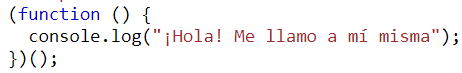 (function () {
  console.log("¡Hola! Me llamo a mí misma");
})();